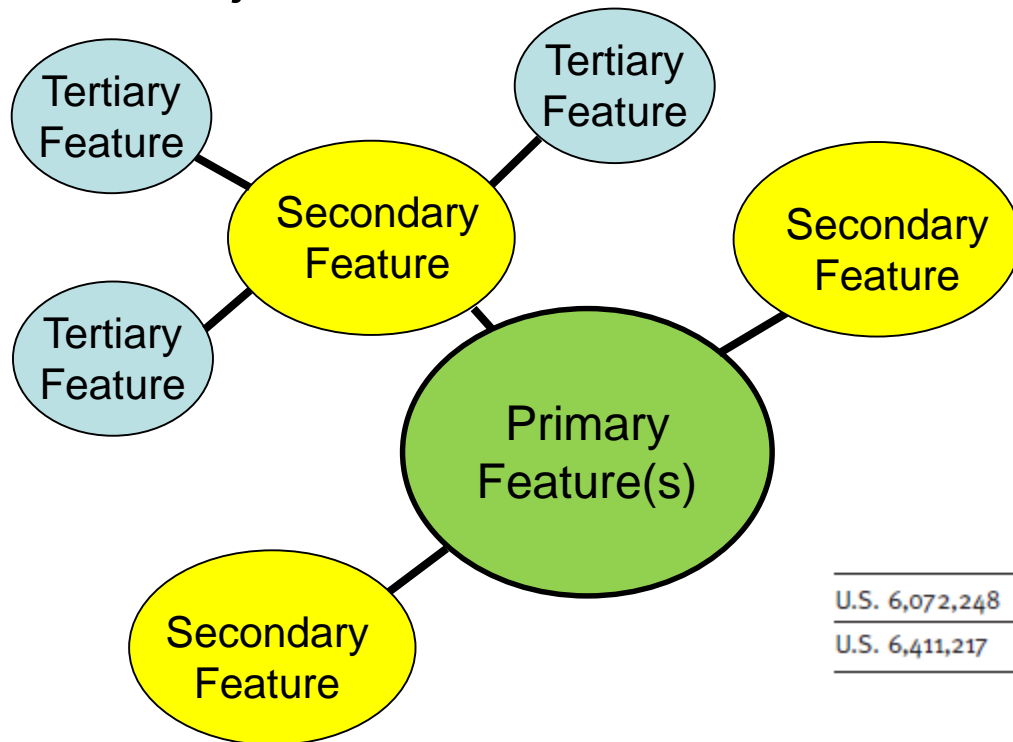 Tertiary
Feature
Tertiary
Feature
Secondary
Feature
Secondary
Feature
Tertiary
Feature
Primary
Feature(s)
Secondary
Feature
U.S. 6,072,248
U.S. 6,411,217